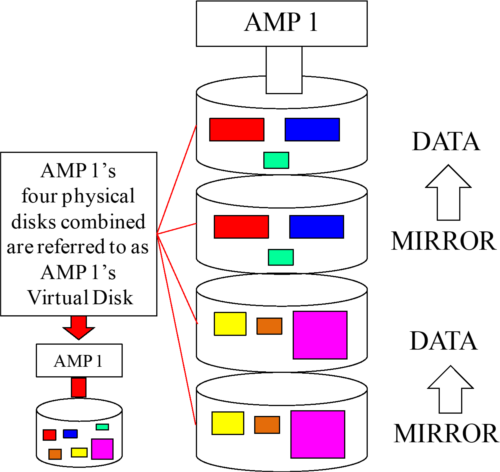 AMP 1
DATA
MIRROR
AMP 1's
four physical
disks combined
are referred to as
AMP 1's
Virtual Disk
DATA
MIRROR
AMP 1